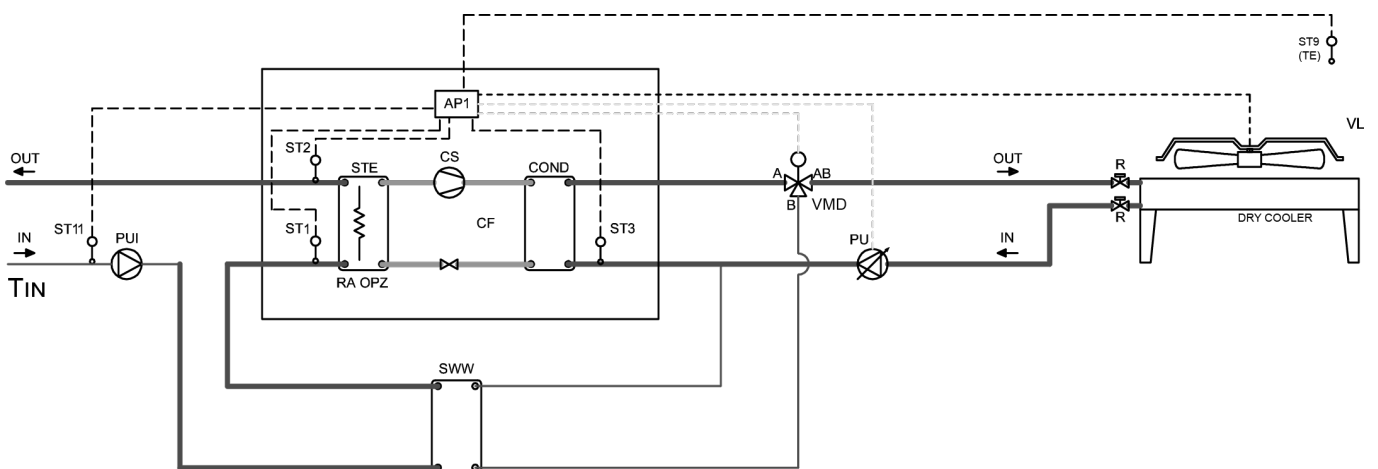 ST9
(TE)
AP1
VL
ST2
CS
OUT
STE
COND
OUT
R
A
AB
B
VMD
CF
ST11
PUI
ST1
ST3
PU
R
DRY COOLER
IN
IN
TIN
RA OPZ
SWW